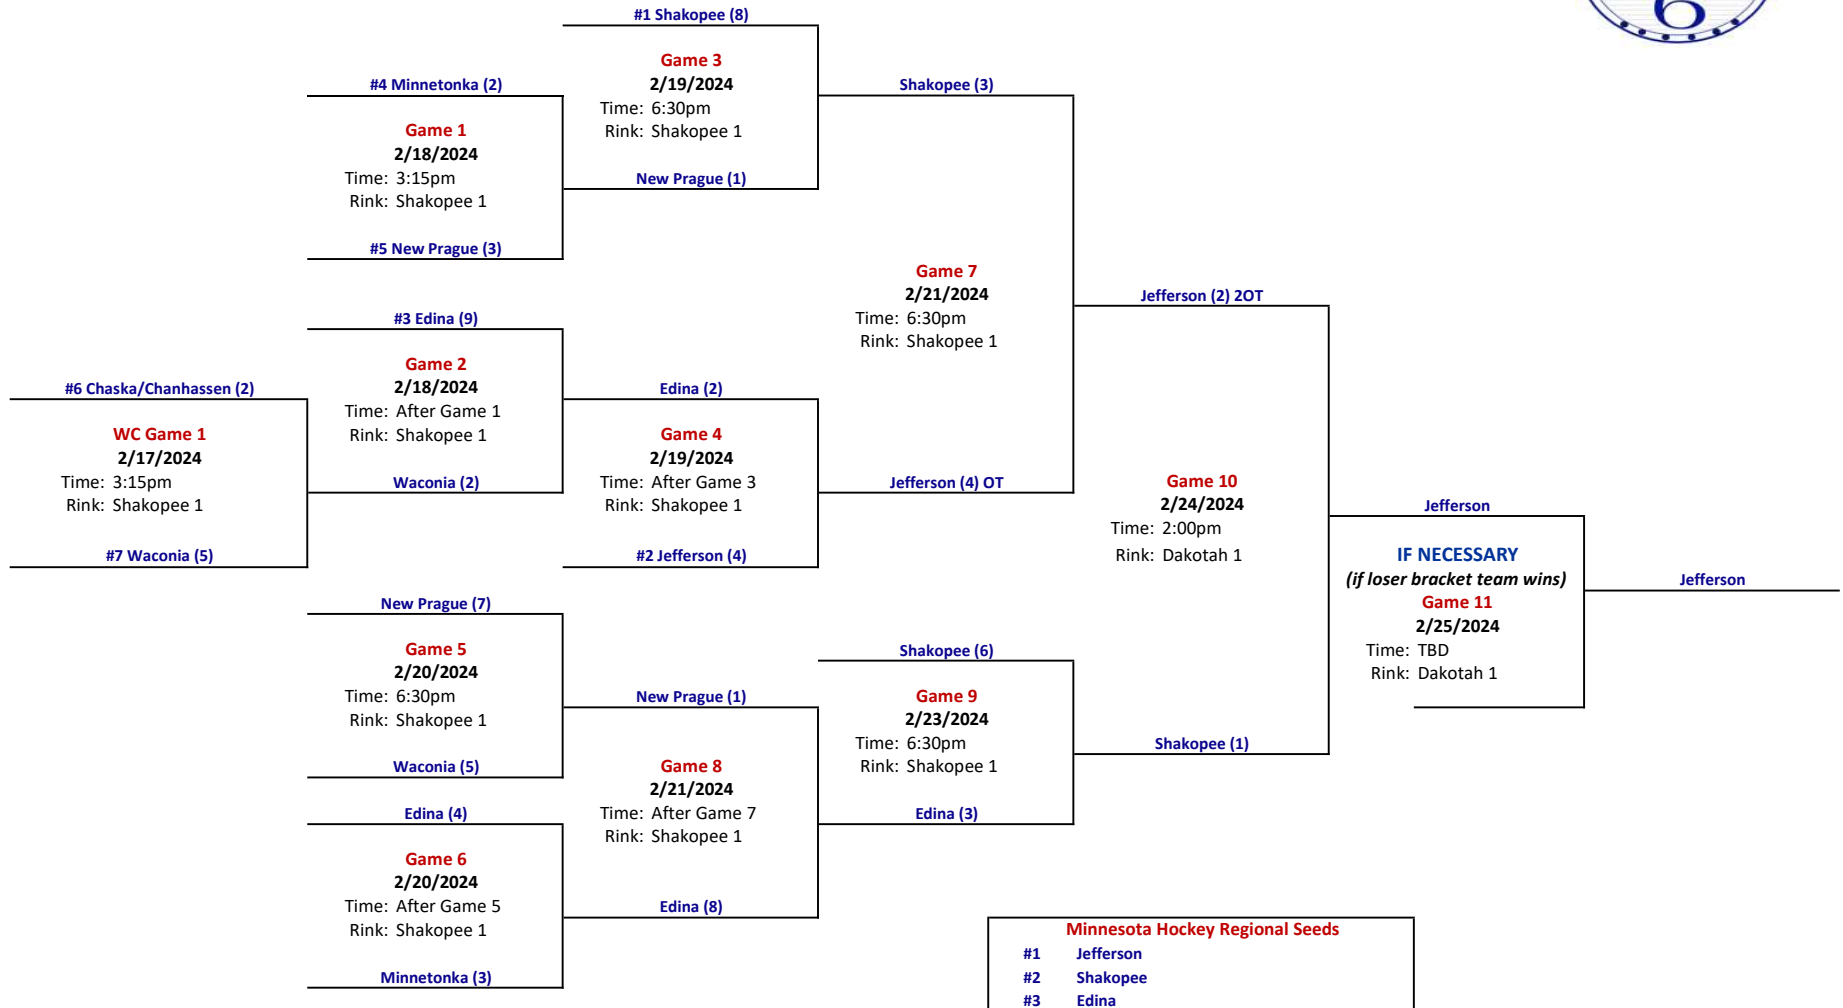 6
#1 Shakopee (8)
Game 3
2/19/2024
Time: 6:30pm
Rink: Shakopee 1
#4 Minnetonka (2)
Game 1
2/18/2024
Time: 3:15pm
Rink: Shakopee 1
#5 New Prague (3)
New Prague (1)
Shakopee (3)
Game 7
2/21/2024
Time: 6:30pm
Rink: Shakopee 1
Jefferson (2) 2OT
#3 Edina (9)
Game 2
2/18/2024
Time: After Game 1
Rink: Shakopee 1
#6 Chaska/Chanhassen (2)
WC Game 1
2/17/2024
Time: 3:15pm
Rink: Shakopee 1
#7 Waconia (5)
Waconia (2)
Edina (2)
Game 4
2/19/2024
Time: After Game 3
Rink: Shakopee 1
#2 Jefferson (4)
Jefferson (4) OT
Game 10
2/24/2024
Time: 2:00pm
Rink: Dakotah 1
Jefferson
IF NECESSARY
(if loser bracket team wins)
Game 11
2/25/2024
Time: TBD
Rink: Dakotah 1
Jefferson
New Prague (7)
Game 5
2/20/2024
Time: 6:30pm
Rink: Shakopee 1
Waconia (5)
New Prague (1)
Game 8
2/21/2024
Time: After Game 7
Rink: Shakopee 1
Shakopee (6)
Game 9
2/23/2024
Time: 6:30pm
Rink: Shakopee 1
Shakopee (1)
Edina (3)
Edina (4)
Game 6
2/20/2024
Time: After Game 5
Rink: Shakopee 1
Minnetonka (3)
Edina (8)
Minnesota Hockey Regional Seeds
#1 Jefferson
#2 Shakopee
#3 Edina